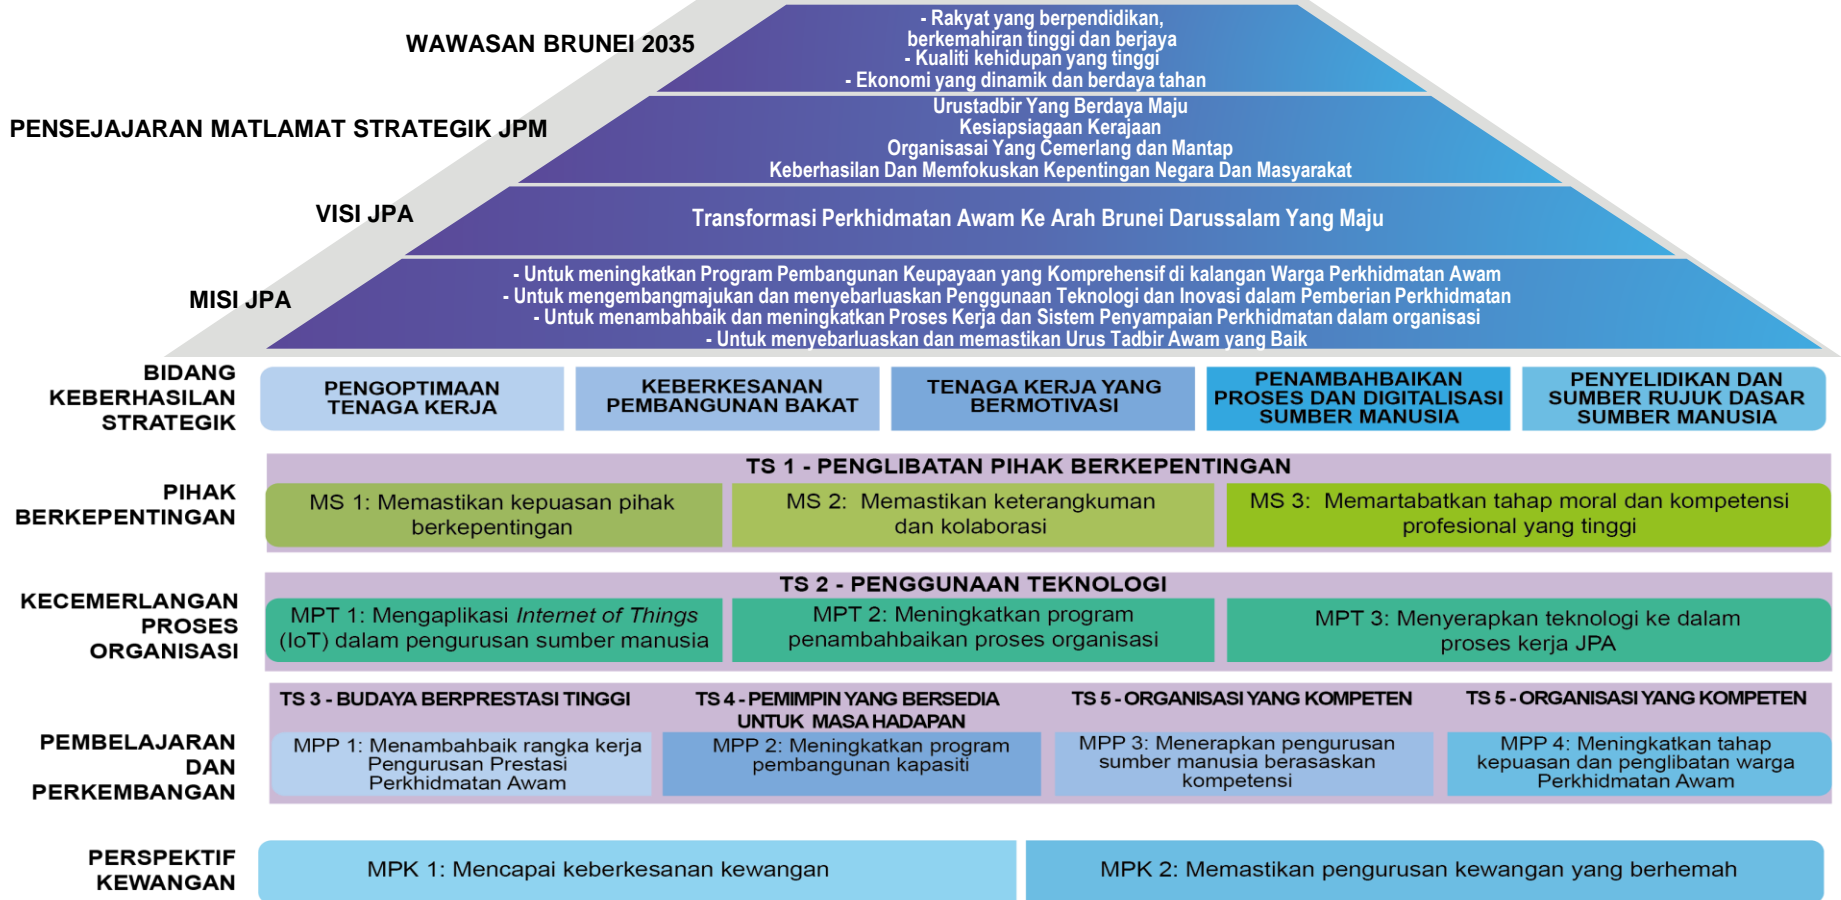 WAWASAN BRUNEI 2035
- Rakyat yang berpendidikan,
berkemahiran tinggi dan berjaya
- Kualiti kehidupan yang tinggi
- Ekonomi yang dinamik dan berdaya tahan
PENSEJAJARAN MATLAMAT STRATEGIK JPM
Urustadbir Yang Berdaya Maju
Kesiapsiagaan Kerajaan
Organisasai Yang Cemerlang dan Mantap
Keberhasilan Dan Memfokuskan Kepentingan Negara Dan Masyarakat
VISI JPA
Transformasi Perkhidmatan Awam Ke Arah Brunei Darussalam Yang Maju
MISI JPA
- Untuk meningkatkan Program Pembangunan Keupayaan yang Komprehensif di kalangan Warga Perkhidmatan Awam
- Untuk mengembangmajukan dan menyebarluaskan Penggunaan Teknologi dan Inovasi dalam Pemberian Perkhidmatan
- Untuk menambahbaik dan meningkatkan Proses Kerja dan Sistem Penyampaian Perkhidmatan dalam organisasi
- Untuk menyebarluaskan dan memastikan Urus Tadbir Awam yang Baik
BIDANG
KEBERHASILAN
STRATEGIK
PENGOPTIMAAN
TENAGA KERJA
KEBERKESANAN
PEMBANGUNAN BAKAT
TENAGA KERJA YANG
BERMOTIVASI
PENAMBAHBAIKAN
PROSES DAN DIGITALISASI
SUMBER MANUSIA
PENYELIDIKAN DAN
SUMBER RUJUK DASAR
SUMBER MANUSIA
PIHAK
BERKEPENTINGAN
TS 1 - PENGLIBATAN PIHAK BERKEPENTINGAN
MS 1: Memastikan kepuasan pihak
berkepentingan
MS 2: Memastikan keterangkuman
dan kolaborasi
MS 3: Memartabatkan tahap moral dan kompetensi
profesional yang tinggi
KECEMERLANGAN
PROSES
ORGANISASI
TS 2 - PENGGUNAAN TEKNOLOGI
MPT 1: Mengaplikasi Internet of Things
(IoT) dalam pengurusan sumber manusia
MPT 2: Meningkatkan program
penambahbaikan proses organisasi
MPT 3: Menyerapkan teknologi ke dalam
proses kerja JPA
PEMBELAJARAN
DAN
PERKEMBANGAN
TS 3 - BUDAYA BERPRESTASI TINGGI
MPP 1: Menambahbaik rangka kerja
Pengurusan Prestasi
Perkhidmatan Awam
TS 4 - PEMIMPIN YANG BERSEDIA
UNTUK MASA HADAPAN
MPP 2: Meningkatkan program
pembangunan kapasiti
TS 5 - ORGANISASI YANG KOMPETEN
MPP 3: Menerapkan pengurusan
sumber manusia berasaskan
kompetensi
TS 5 - ORGANISASI YANG KOMPETEN
MPP 4: Meningkatkan tahap
kepuasan dan penglibatan warga
Perkhidmatan Awam
PERSPEKTIF
KEWANGAN
MPK 1: Mencapai keberkesanan kewangan
MPK 2: Memastikan pengurusan kewangan yang berhemah